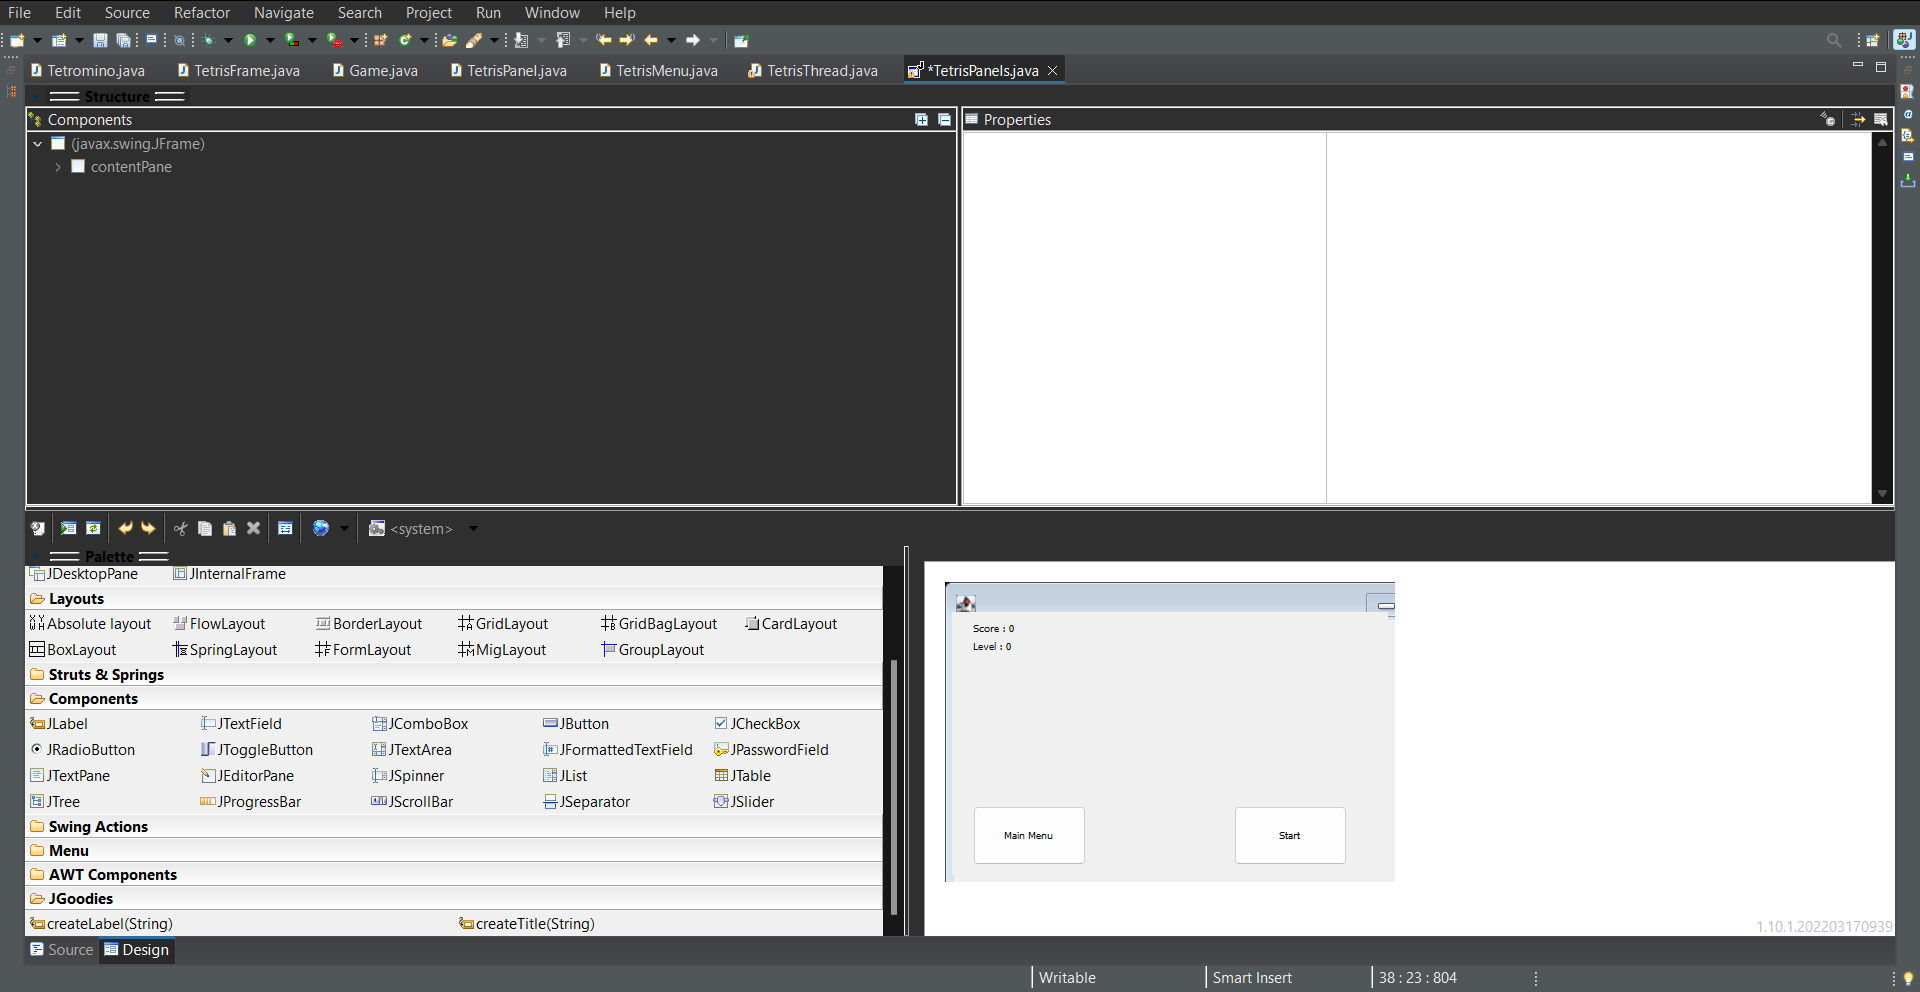 File Edit Source Refactor Navigate Search Project Run Window Help
Tetromino.java TetrisFrame.java Game.java TetrisPanel.java TetrisMenu.java TetrisThread.java *TetrisPanels.java
Structure
Components
(javax.swing.JFrame)
contentPane
Properties
<system>
Palette
JDesktopPane JInternalFrame
Layouts
Absolute layout FlowLayout BorderLayout GridLayout GridBagLayout CardLayout
BoxLayout SpringLayout FormLayout MigLayout GroupLayout
Struts & Springs
Components
JLabel JTextField JComboBox JButton JCheckBox
JRadioButton JToggleButton JTextArea JFormattedTextField JPasswordField
JTextPane JEditorPane JSpinner JList JTable
JTree JProgressBar JScrollBar JSeparator JSlider
Swing Actions
Menu
AWT Components
JGoodies
createLabel(String) createTitle(String)
Score : 0
Level : 0
Main Menu Start
1.10.1.202203170939
Source Design
Writable Smart Insert 38 : 23 : 804